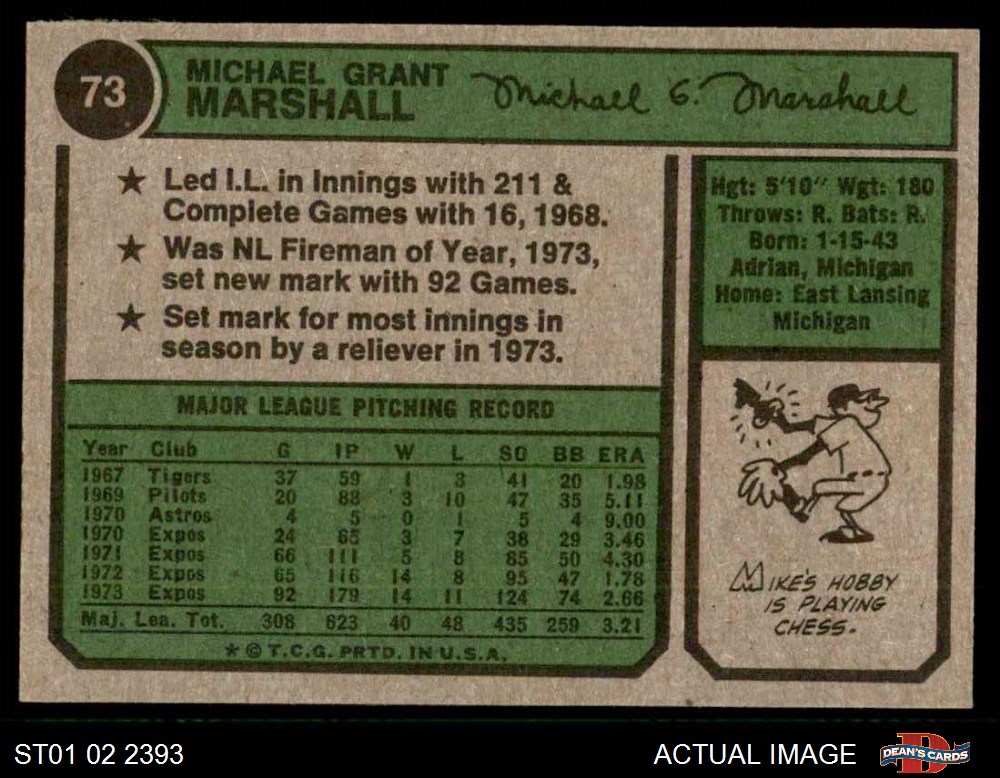 73
MICHAEL GRANT
MARSHALL
Michael G. Marshall
★ Led I.L. in Innings with 211 &
Complete Games with 16, 1968.
★ Was NL Fireman of Year, 1973,
set new mark with 92 Games.
★ Set mark for most innings in
season by a reliever in 1973.
Hgt: 5'10" Wgt: 180
Throws: R. Bats: R.
Born: 1-15-43
Adrian, Michigan
Home: East Lansing
Michigan
MAJOR LEAGUE PITCHING RECORD
Year Club G IP W L SO BB ERA
1967 Tigers 37 59 1 3 41 20 1.98
1969 Pilots 20 88 3 10 47 35 5.11
1970 Astros 4 5 0 1 5 4 9.00
1970 Expos 24 65 3 7 38 29 3.46
1971 Expos 66 111 5 8 85 50 4.30
1972 Expos 65 116 14 8 95 47 1.78
1973 Expos 92 179 14 11 124 74 2.66
Maj. Lea. Tot. 308 623 40 48 435 259 3.21
★ © T.C.G. PRTD. IN U.S.A.
MIKE'S HOBBY
IS PLAYING
CHESS.
ST01 02 2393
ACTUAL IMAGE
DEAN'S CARDS